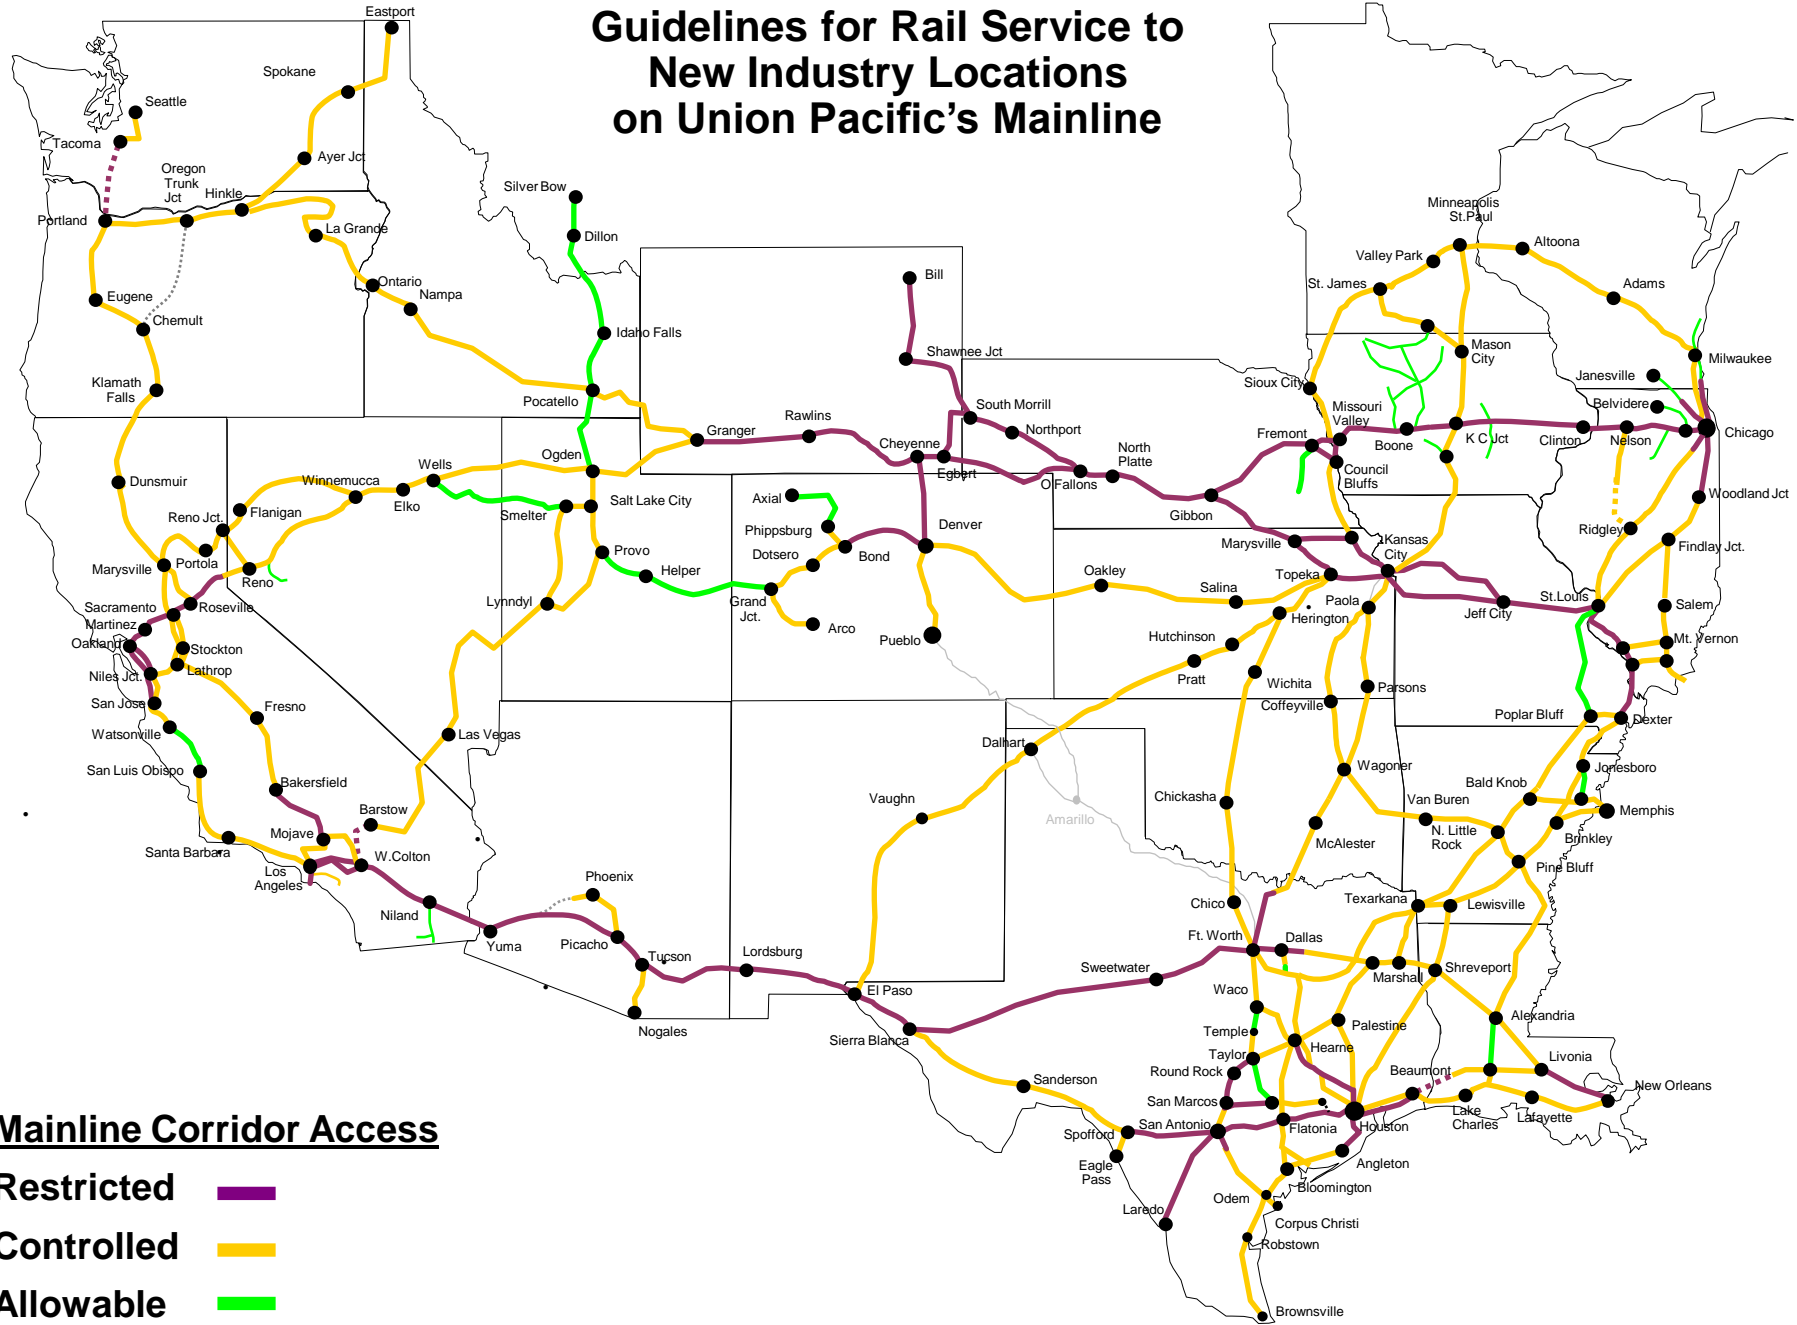 Guidelines for Rail Service to
New Industry Locations
on Union Pacific's Mainline
Eastport
Spokane
Seattle
Tacoma
Ayer Jct
Oregon
Trunk
Jct
Hinkle
Portland
La Grande
Silver Bow
Dillon
Ontario
Nampa
Eugene
Chemult
Idaho Falls
Klamath
Falls
Pocatello
Bill
Shawnee Jct
Minneapolis
St.Paul
Altoona
Valley Park
St. James
Adams
Mason
City
Milwaukee
Janesville
Sioux City
Belvidere
Missouri
Valley
South Morrill
Rawlins
Granger
Northport
Cheyenne
Fremont
Boone
K C Jct
Clinton
Nelson
Chicago
North
Platte
Egbert
O'Fallons
Council
Bluffs
Ogden
Wells
Winnemucca
Dunsmuir
Elko
Salt Lake City
Smelter
Axial
Gibbon
Woodland Jct
Reno Jct.
Flanigan
Phippsburg
Denver
Ridgley
Findlay Jct.
Marysville
Kansas
City
Provo
Dotsero
Bond
Marysville
Portola
Reno
Helper
Oakley
Salina
Topeka
Lynndyl
Grand
Jct.
Arco
Paola
Jeff City
St.Louis
Salem
Sacramento
Roseville
Martinez
Herington
Pueblo
Hutchinson
Mt. Vernon
Oakland
Stockton
Lathrop
Niles Jct.
Pratt
Wichita
Parsons
San Jose
Fresno
Coffeyville
Poplar Bluff
Dexter
Watsonville
Las Vegas
Dalhart
San Luis Obispo
Wagoner
Jonesboro
Bakersfield
Bald Knob
Vaughn
Chickasha
Van Buren
Barstow
Memphis
Amarillo
Mojave
N. Little
Rock
Brinkley
Santa Barbara
McAlester
W.Colton
Los
Angeles
Pine Bluff
Phoenix
Niland
Chico
Texarkana
Lewisville
Yuma
Picacho
Ft. Worth
Dallas
Tucson
Lordsburg
Sweetwater
Marshall
Shreveport
El Paso
Waco
Nogales
Alexandria
Sierra Blanca
Temple
Palestine
Taylor
Hearne
Livonia
Round Rock
Beaumont
Sanderson
New Orleans
San Marcos
Lake
Charles
Lafayette
San Antonio
Flatonia
Houston
Spofford
Eagle
Pass
Angleton
Bloomington
Odem
Laredo
Corpus Christi
Robstown
Brownsville
Mainline Corridor Access
Restricted
Controlled
Allowable